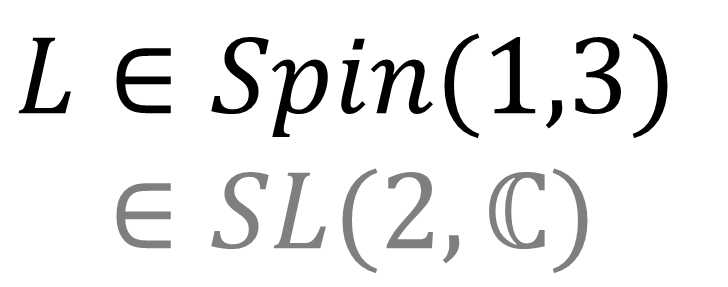 L ∈ Spin(1,3)
∈ SL(2, ℂ)